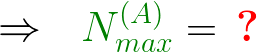 ⇒ N_{max}^{(A)} = ?